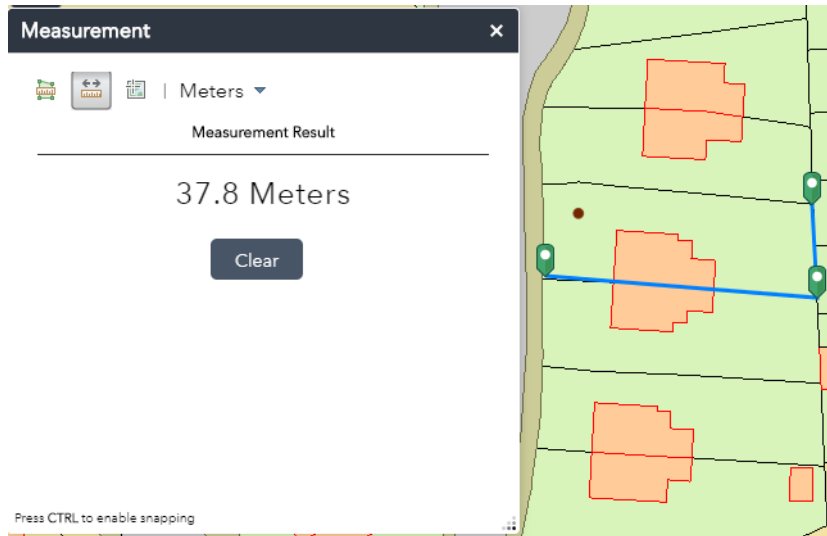 Measurement
Meters
Measurement Result
37.8 Meters
Clear
Press CTRL to enable snapping